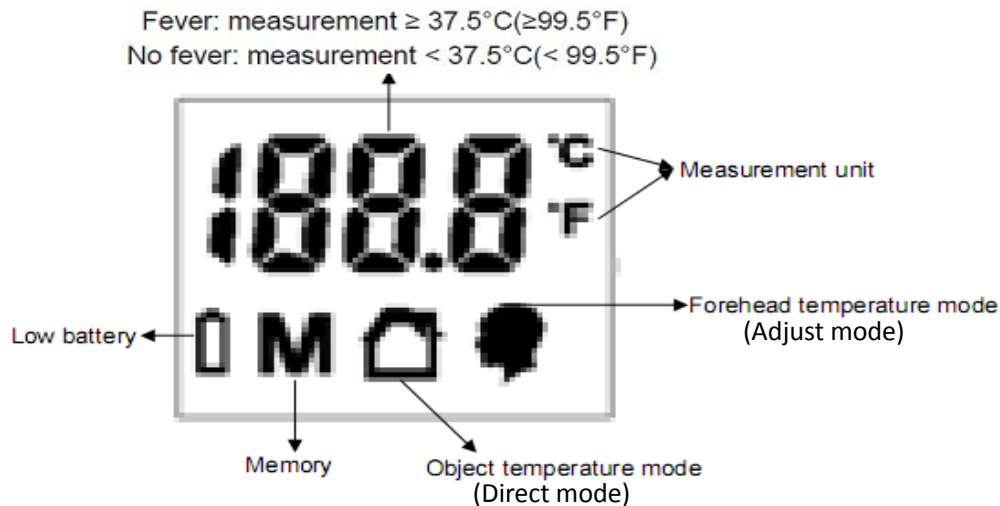 Fever: measurement ≥ 37.5°C(≥99.5°F)
No fever: measurement < 37.5°C(< 99.5°F)
188.8 °C
°F
Measurement unit
Forehead temperature mode
(Adjust mode)
Low battery
M
Memory
Object temperature mode
(Direct mode)